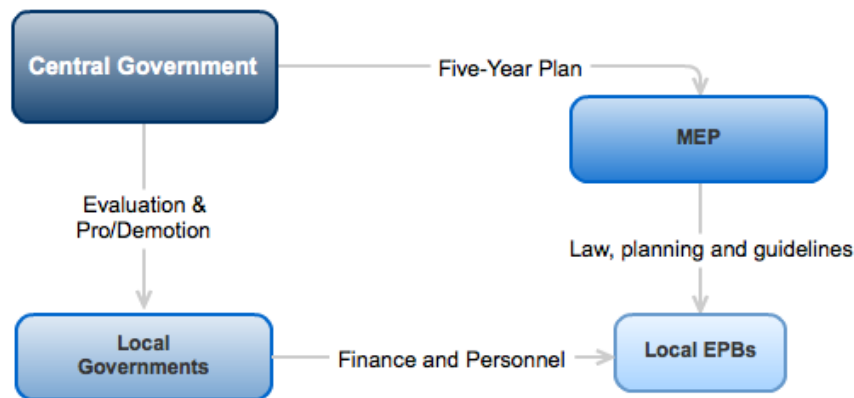 Central Government
Five-Year Plan
MEP
Evaluation &
Pro/Demotion
Law, planning and guidelines
Local
Governments
Finance and Personnel
Local EPBs